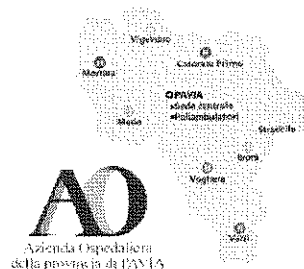 Vigevano
Casorate Primo
Mortara
PAVIA
•Sede centrale
•Poliambulatori
Mede
Stradella
Broni
Voghera
Varzi
AO
Azienda Ospedaliera
della provincia di PAVIA